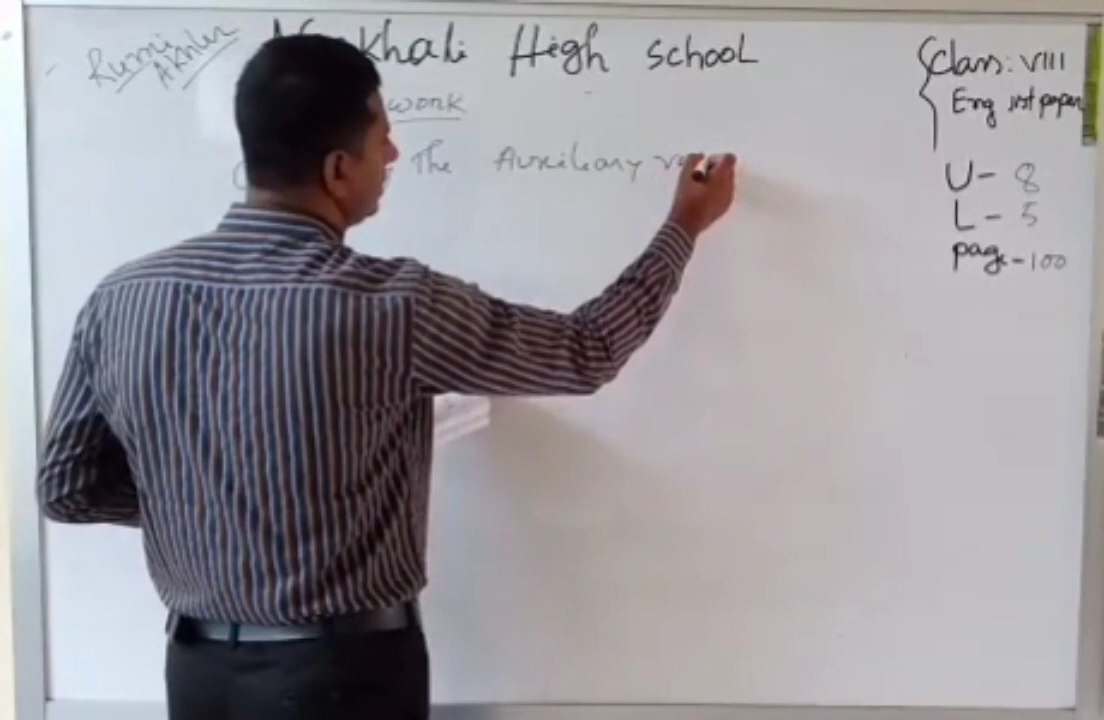 Rumi
Akhter
khali High school
work
The Auxiliary
Class: VIII
Eng 1st paper
U- 8
L- 5
page-100